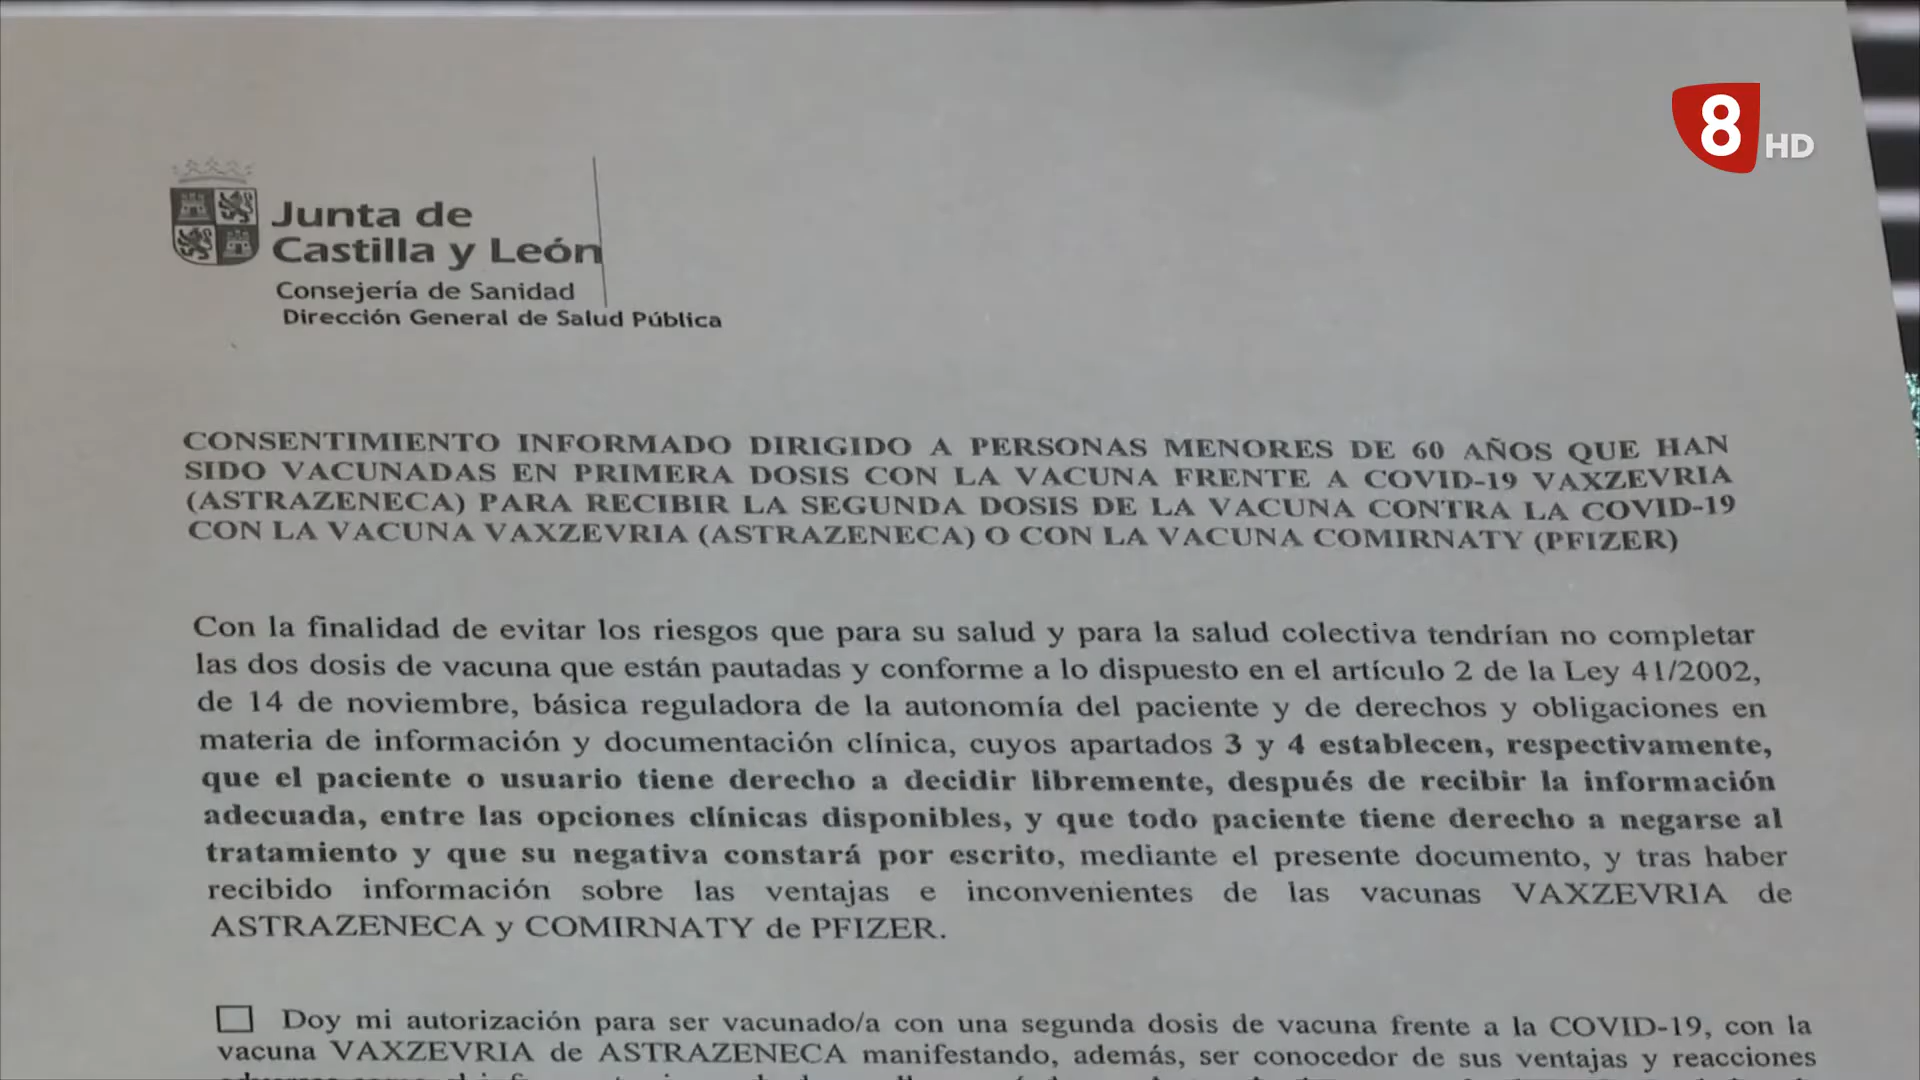 8 HD
Junta de
Castilla y León
Consejería de Sanidad
Dirección General de Salud Pública
CONSENTIMIENTO INFORMADO DIRIGIDO A PERSONAS MENORES DE 60 AÑOS QUE HAN
SIDO VACUNADAS EN PRIMERA DOSIS CON LA VACUNA FRENTE A COVID-19 VAXZEVRIA
(ASTRAZENECA) PARA RECIBIR LA SEGUNDA DOSIS DE LA VACUNA CONTRA LA COVID-19
CON LA VACUNA VAXZEVRIA (ASTRAZENECA) O CON LA VACUNA COMIRNATY (PFIZER)
Con la finalidad de evitar los riesgos que para su salud y para la salud colectiva tendrían no completar
las dos dosis de vacuna que están pautadas y conforme a lo dispuesto en el artículo 2 de la Ley 41/2002,
de 14 de noviembre, básica reguladora de la autonomía del paciente y de derechos y obligaciones en
materia de información y documentación clínica, cuyos apartados 3 y 4 establecen, respectivamente,
que el paciente o usuario tiene derecho a decidir libremente, después de recibir la información
adecuada, entre las opciones clínicas disponibles, y que todo paciente tiene derecho a negarse al
tratamiento y que su negativa constará por escrito, mediante el presente documento, y tras haber
recibido información sobre las ventajas e inconvenientes de las vacunas VAXZEVRIA de
ASTRAZENECA y COMIRNATY de PFIZER.
Doy mi autorización para ser vacunado/a con una segunda dosis de vacuna frente a la COVID-19, con la
vacuna VAXZEVRIA de ASTRAZENECA manifestando, además, ser conocedor de sus ventajas y reacciones